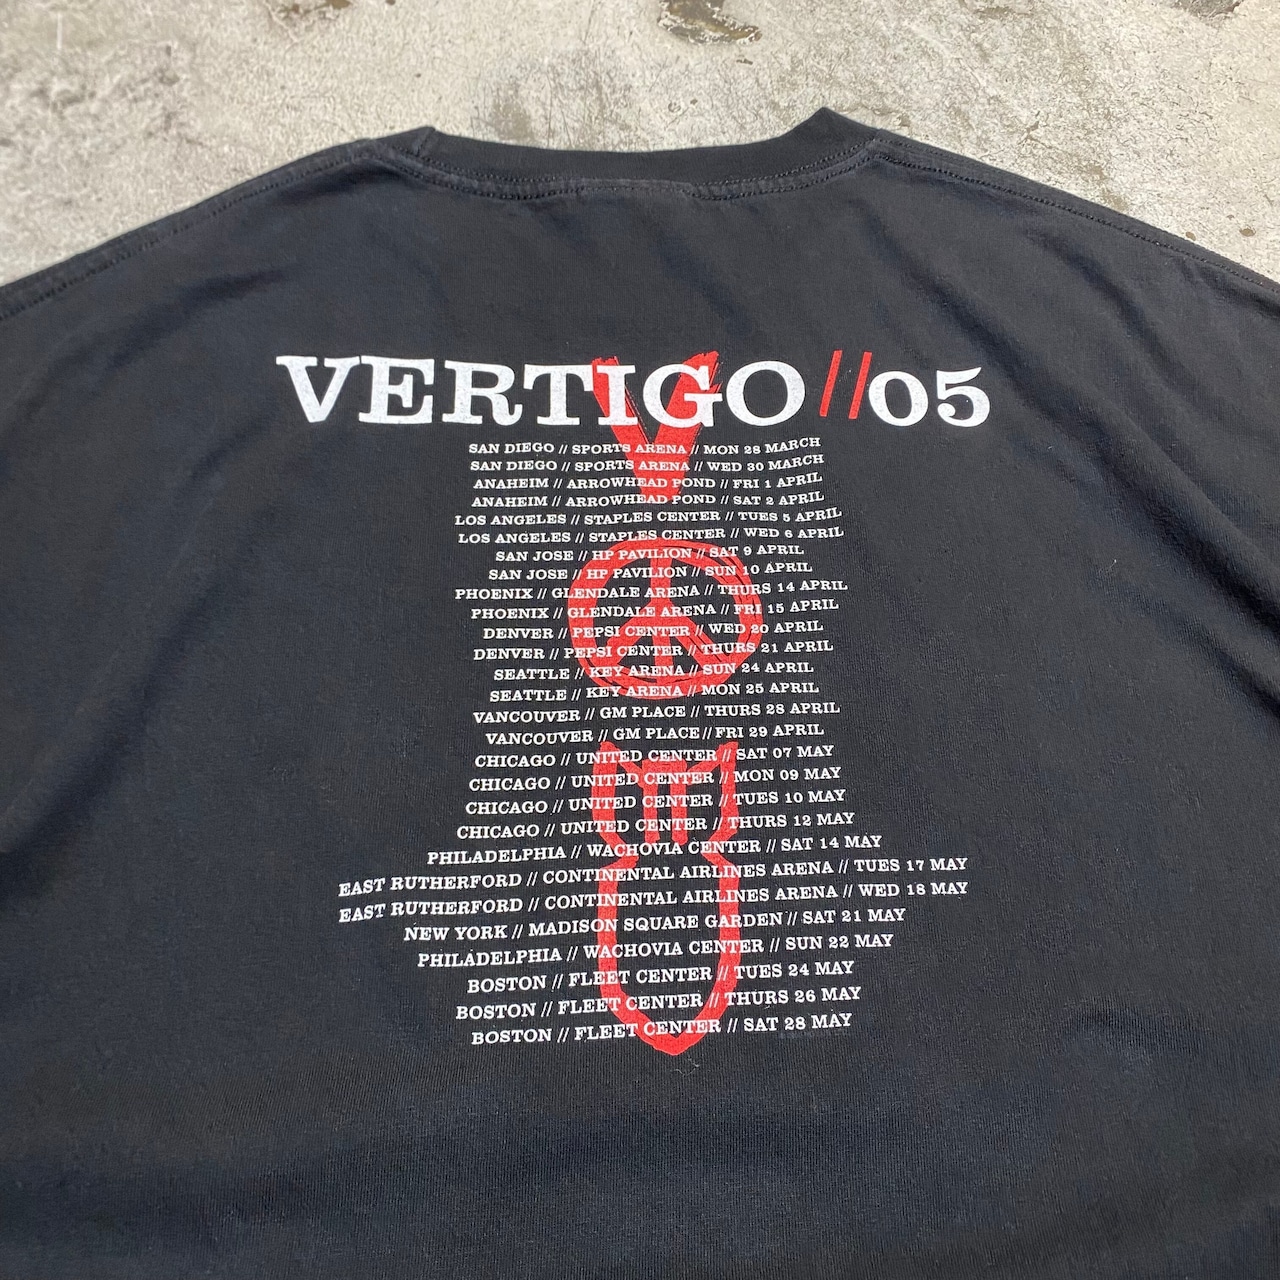 VERTIGO//05
SAN DIEGO // SPORTS ARENA // MON 28 MARCH
SAN DIEGO // SPORTS ARENA // WED 30 MARCH
ANAHEIM // ARROWHEAD POND // FRI 1 APRIL
ANAHEIM // ARROWHEAD POND // SAT 2 APRIL
LOS ANGELES // STAPLES CENTER // TUES 5 APRIL
LOS ANGELES // STAPLES CENTER // WED 6 APRIL
SAN JOSE // HP PAVILION // SAT 9 APRIL
SAN JOSE // HP PAVILION // SUN 10 APRIL
PHOENIX // GLENDALE ARENA // THURS 14 APRIL
PHOENIX // GLENDALE ARENA // FRI 15 APRIL
DENVER // PEPSI CENTER // WED 20 APRIL
DENVER // PEPSI CENTER // THURS 21 APRIL
SEATTLE // KEY ARENA // SUN 24 APRIL
SEATTLE // KEY ARENA // MON 25 APRIL
VANCOUVER // GM PLACE // THURS 28 APRIL
VANCOUVER // GM PLACE // FRI 29 APRIL
CHICAGO // UNITED CENTER // SAT 07 MAY
CHICAGO // UNITED CENTER // MON 09 MAY
CHICAGO // UNITED CENTER // TUES 10 MAY
CHICAGO // UNITED CENTER // THURS 12 MAY
PHILADELPHIA // WACHOVIA CENTER // SAT 14 MAY
EAST RUTHERFORD // CONTINENTAL AIRLINES ARENA // TUES 17 MAY
EAST RUTHERFORD // CONTINENTAL AIRLINES ARENA // WED 18 MAY
NEW YORK // MADISON SQUARE GARDEN // SAT 21 MAY
PHILADELPHIA // WACHOVIA CENTER // SUN 22 MAY
BOSTON // FLEET CENTER // TUES 24 MAY
BOSTON // FLEET CENTER // THURS 26 MAY
BOSTON // FLEET CENTER // SAT 28 MAY